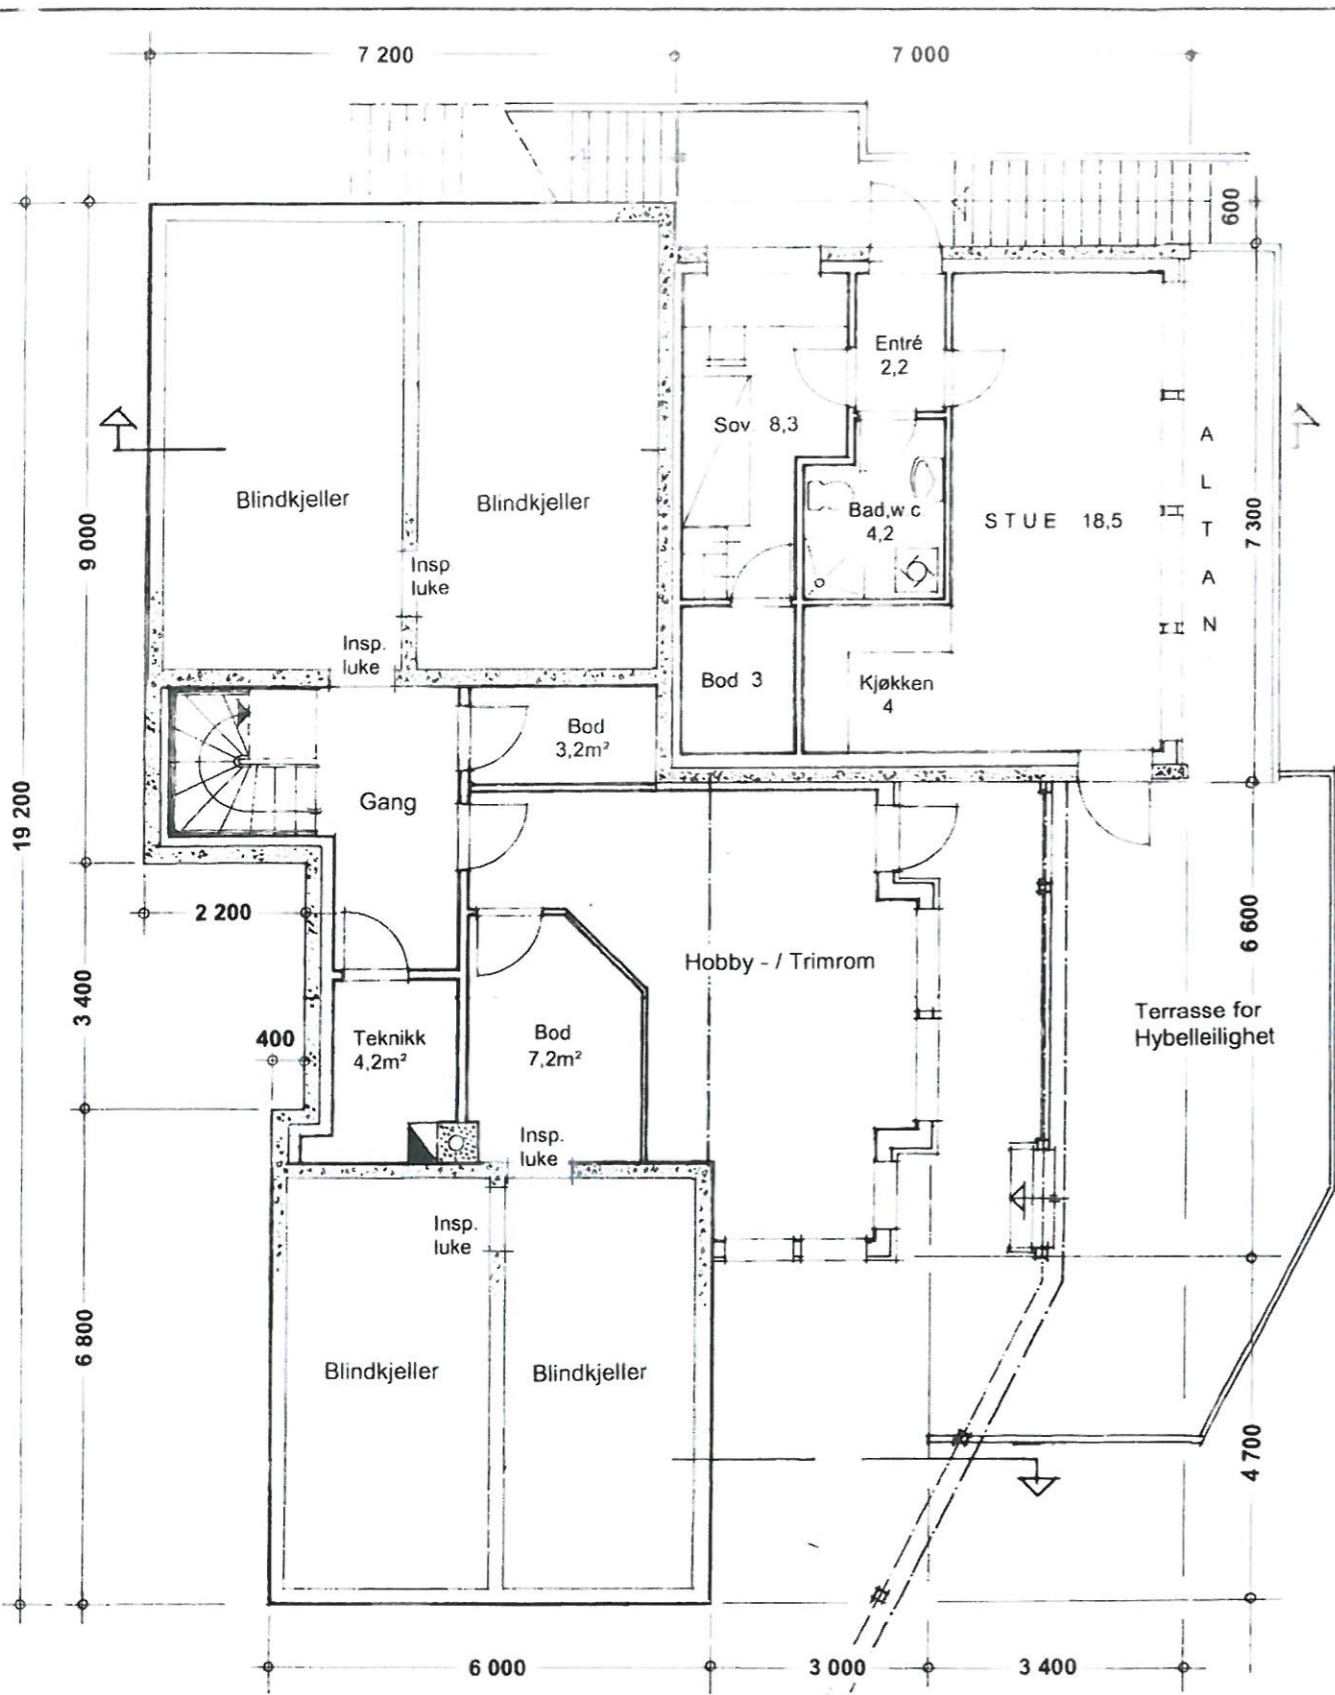 7 200
7 000
600
Entré
2,2
Sov. 8,3
A
L
T
A
N
Blindkjeller
Blindkjeller
Bad,w c
4,2
STUE 18,5
7 300
9 000
Insp
luke
Insp.
luke
Bod 3
Kjøkken
4
Bod
3,2m²
Gang
19 200
2 200
6 600
Hobby - / Trimrom
3 400
Terrasse for
Hybelleilighet
400
Teknikk
4,2m²
Bod
7,2m²
Insp.
luke
Insp.
luke
6 800
Blindkjeller
Blindkjeller
4 700
6 000
3 000
3 400